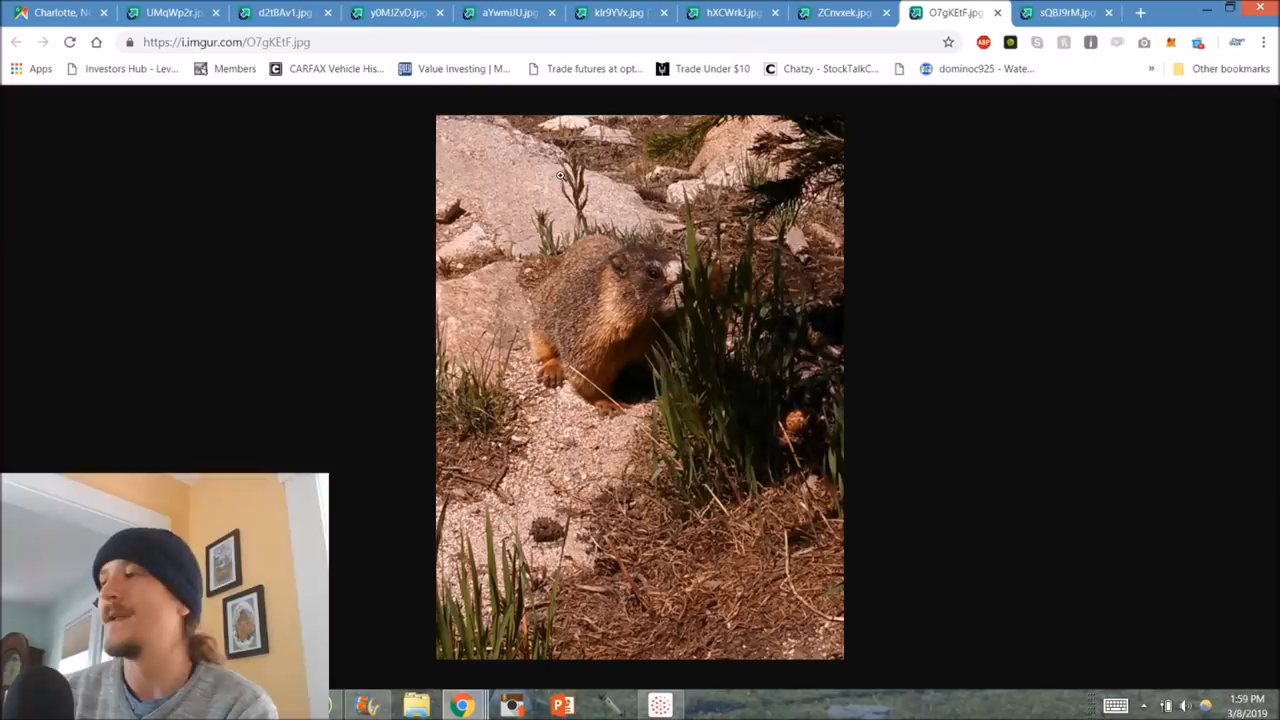 Charlotte, N
UMqWp2r.jp
d2tBAv1.jpg
y0MJZvD.jpg
aYwmiJU.jpg
klr9YVx.jpg
hXCWrkJ.jpg
ZCnvxek.jpg
O7gKEtF.jpg
sQBJ9rM.jpg
https://i.imgur.com/O7gKEtF.jpg
ABP
Apps
Investors Hub - Lev...
Members
CARFAX Vehicle His...
Value Investing | M...
Trade futures at opt...
Trade Under $10
Chatzy - StockTalkC...
dominoc925 - Wate...
»
Other bookmarks
1:59 PM
3/8/2019